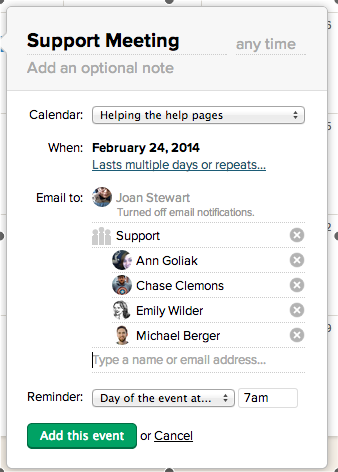 Support Meeting any time
Add an optional note
Calendar: Helping the help pages
When: February 24, 2014
Lasts multiple days or repeats...
Email to: Joan Stewart
Turned off email notifications.
Support
Ann Goliak
Chase Clemons
Emily Wilder
Michael Berger
Type a name or email address...
Reminder: Day of the event at... 7am
Add this event or Cancel